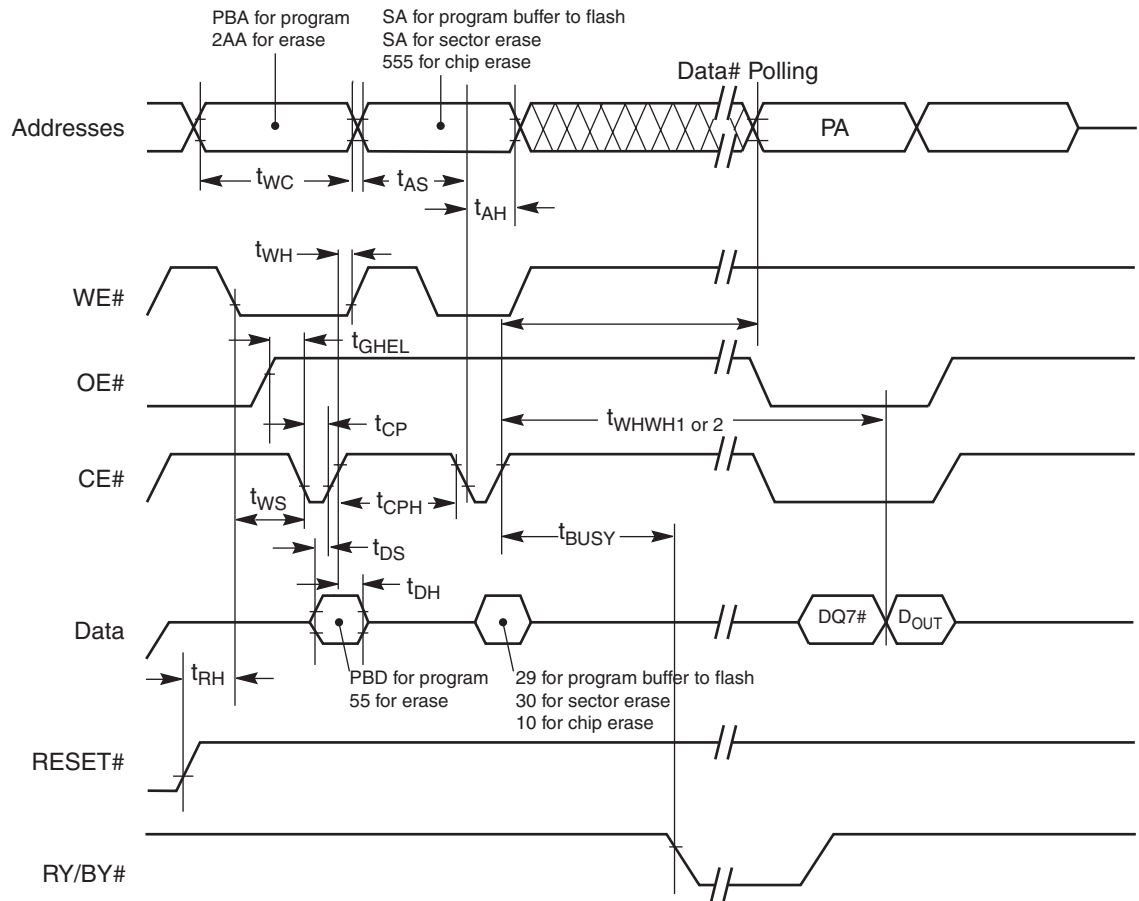 PBA for program
2AA for erase
SA for program buffer to flash
SA for sector erase
555 for chip erase
Data# Polling
Addresses
PA
tWC
tAS
tAH
tWH
WE#
tGHEL
OE#
tCP
tWHWH1 or 2
CE#
tWS
tCPH
tBUSY
tDS
tDH
Data
DQ7#
DOUT
tRH
PBD for program
55 for erase
29 for program buffer to flash
30 for sector erase
10 for chip erase
RESET#
RY/BY#